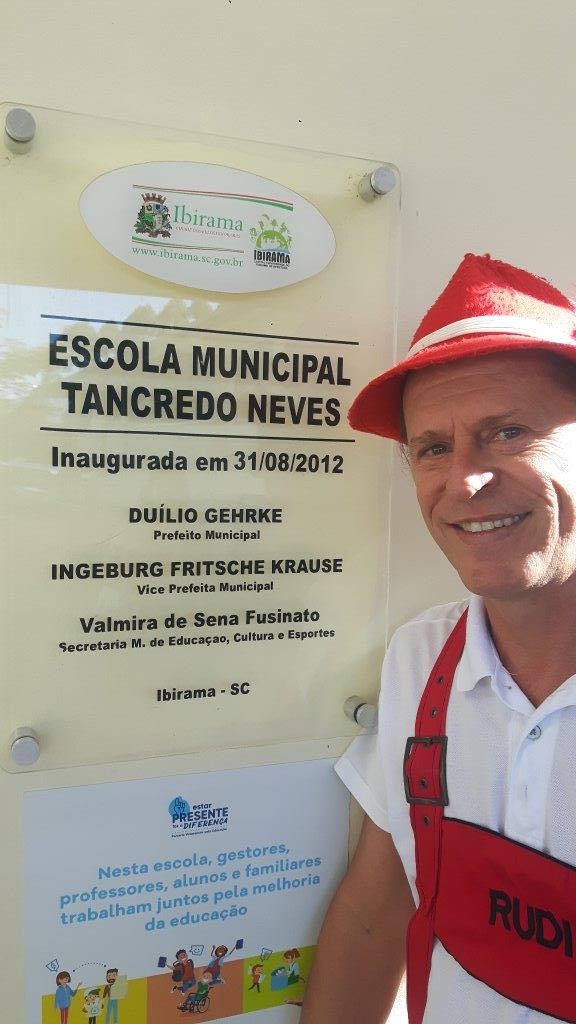 Ibirama
www.ibirama.sc.gov.br
IBIRAMA
ESCOLA MUNICIPAL
TANCREDO NEVES
Inaugurada em 31/08/2012
DUÍLIO GEHRKE
Prefeito Municipal
INGEBURG FRITSCHE KRAUSE
Vice Prefeita Municipal
Valmira de Sena Fusinato
Secretaria M. de Educaçao, Cultura e Esportes
Ibirama - SC
estar
PRESENTE
faz a DIFERENÇA
Nesta escola, gestores,
professores, alunos e familiares
trabalham juntos pela melhoria
da educação
RUDI